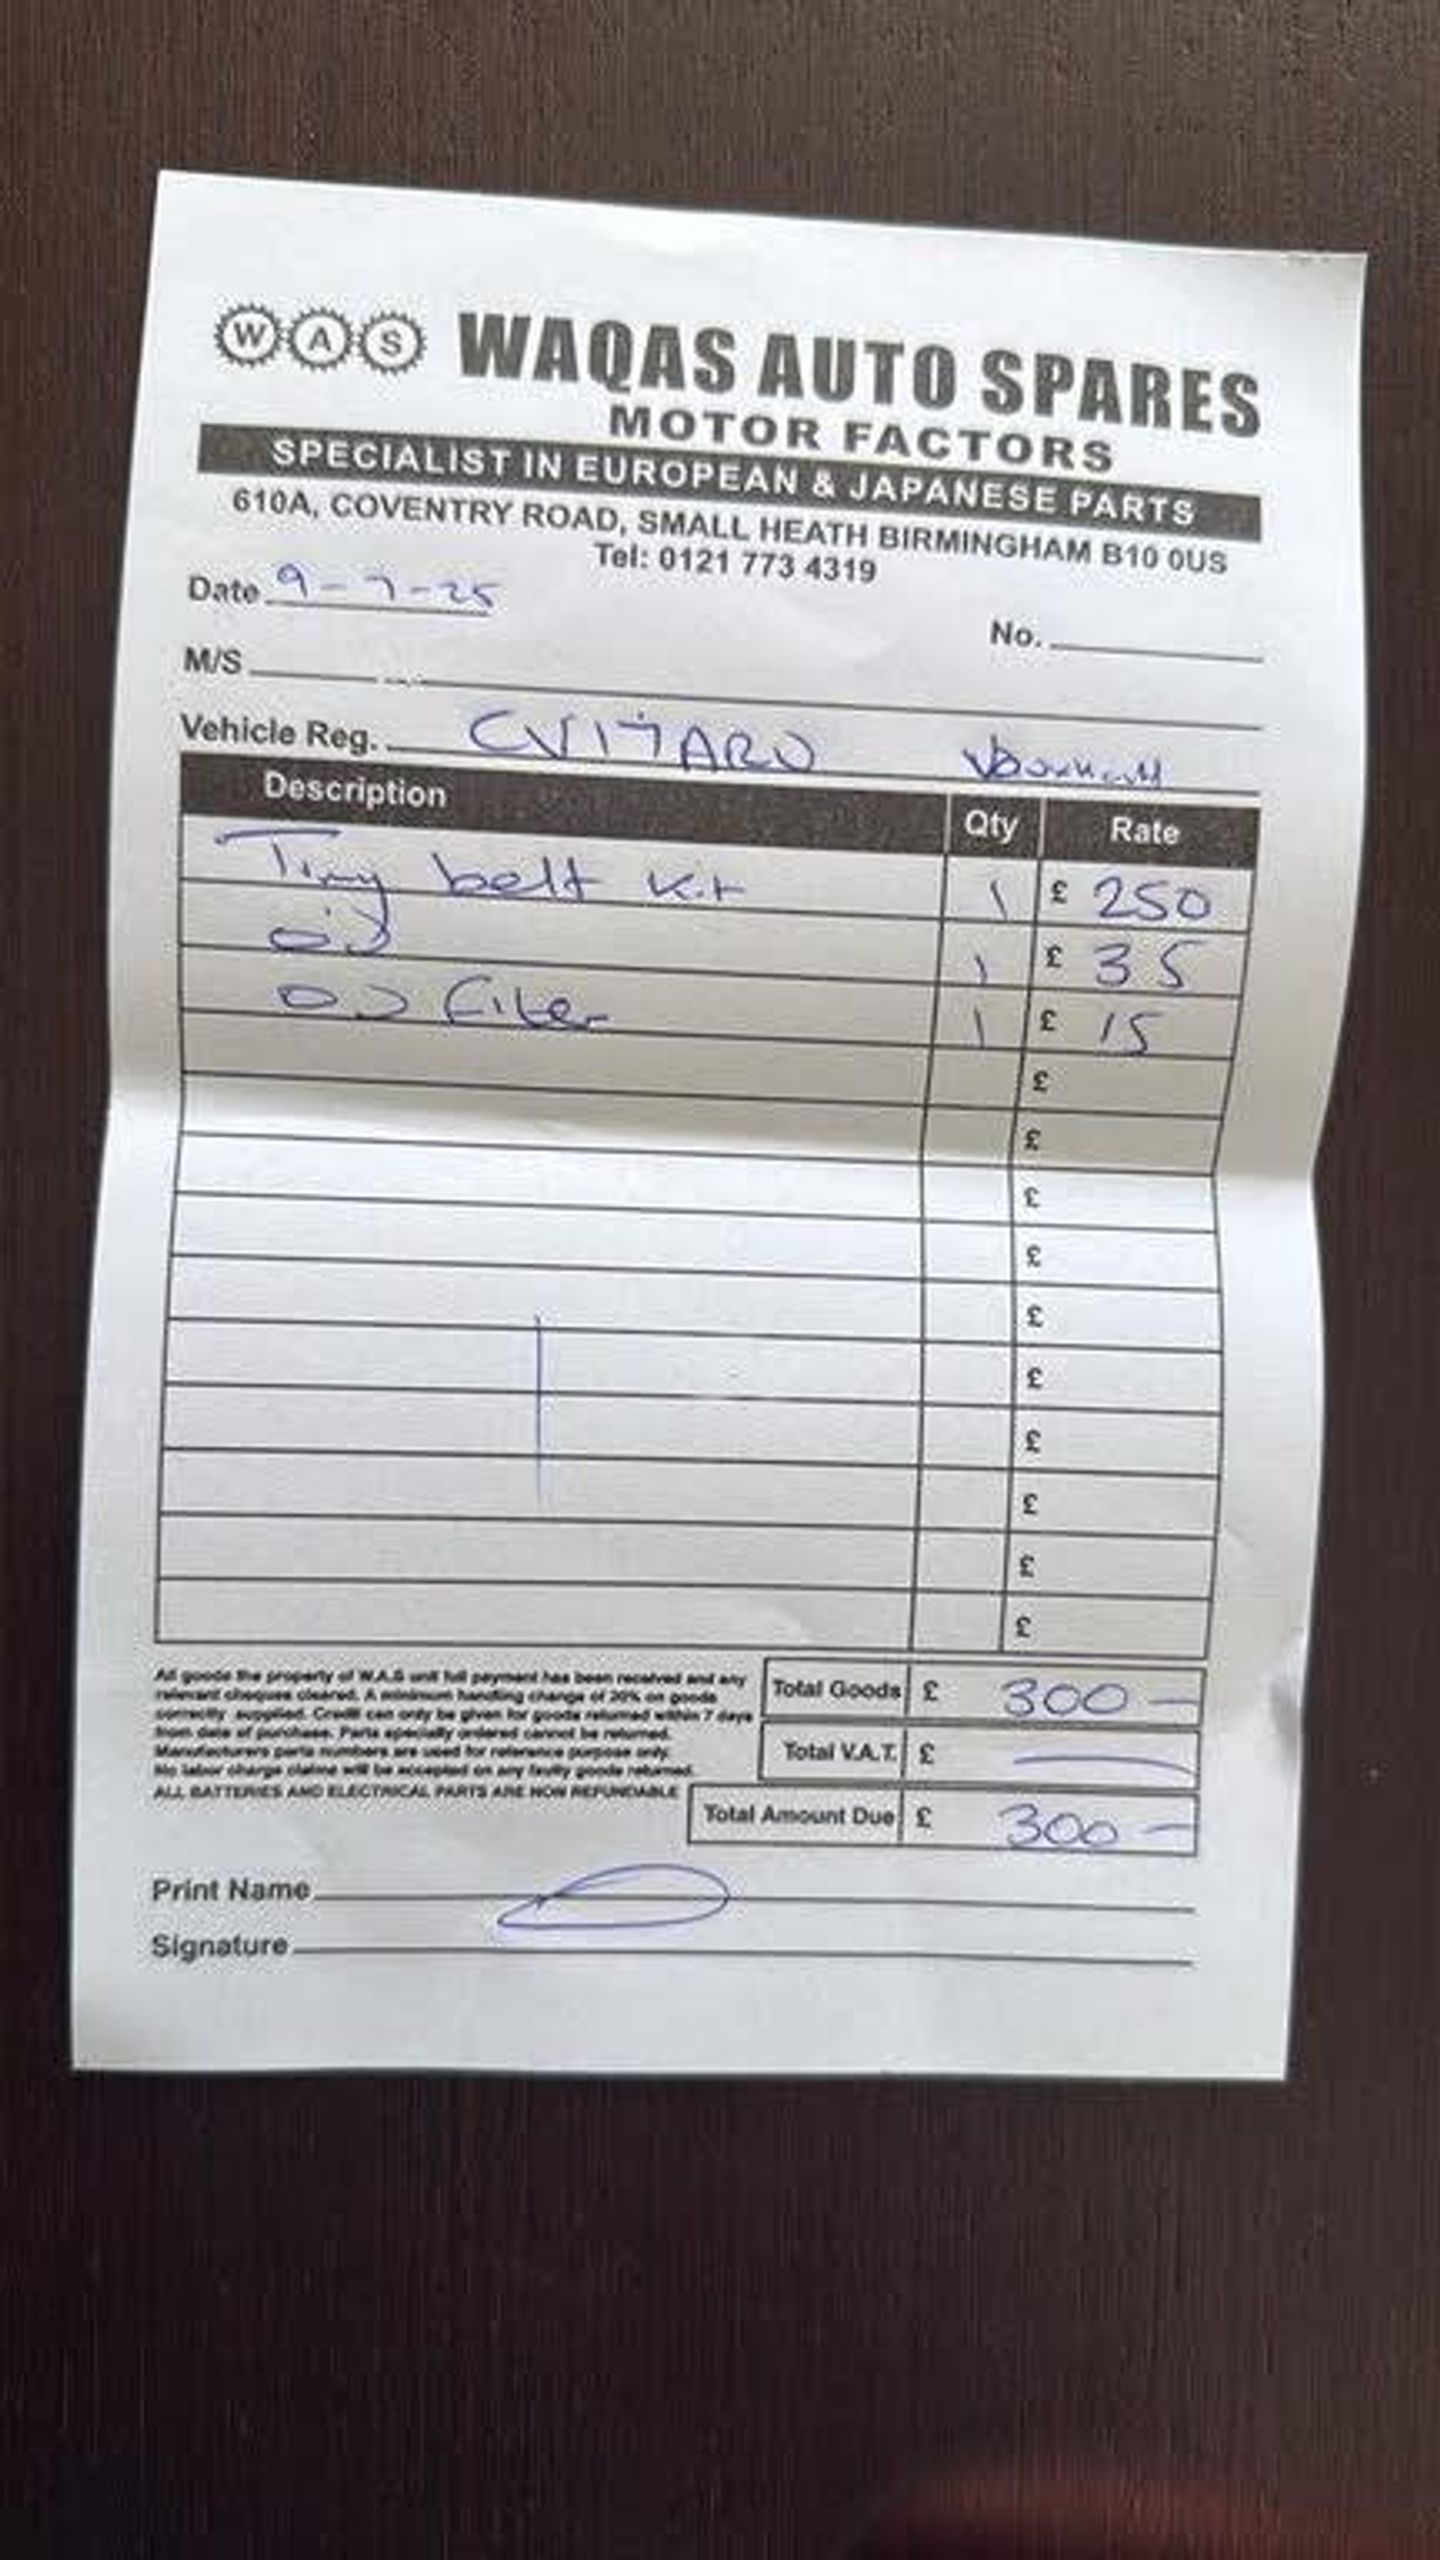 W A S WAQAS AUTO SPARES
MOTOR FACTORS
SPECIALIST IN EUROPEAN & JAPANESE PARTS
610A, COVENTRY ROAD, SMALL HEATH BIRMINGHAM B10 0US
Tel: 0121 773 4319
Date 9-7-25
No.
M/S
Vehicle Reg. CV17ARU
Description Qty Rate
belt kit 1 £ 250
oil 1 £ 35
oil filter 1 £ 15
£
£
£
£
£
£
£
£
£
£
All goods the property of W.A.S until full payment has been received and any
relevant cheques cleared. A minimum handling change of 20% on goods
correctly supplied. Credit can only be given for goods returned within 7 days
from date of purchase. Parts specially ordered cannot be returned.
Manufacturers parts numbers are used for reference purpose only.
No labor charge claims will be accepted on any faulty goods returned.
ALL BATTERIES AND ELECTRICAL PARTS ARE NON REFUNDABLE
Total Goods £ 300 —
Total V.A.T. £ —
Total Amount Due £ 300 —
Print Name
Signature